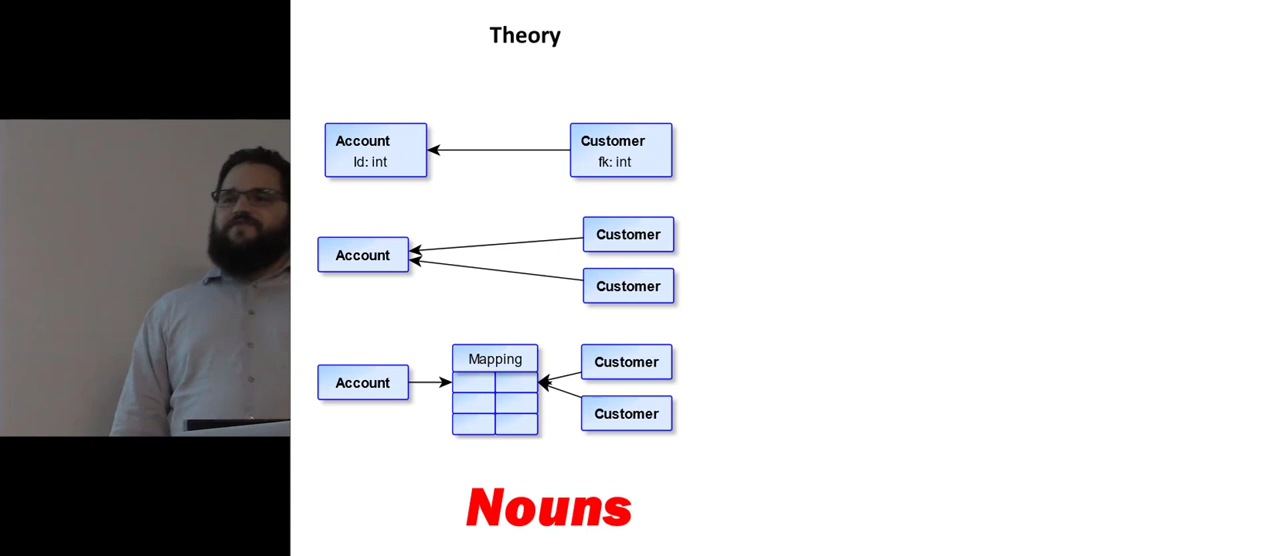 Theory
Account
Id: int
Customer
fk: int
Account
Customer
Customer
Account
Mapping
Customer
Customer
Nouns